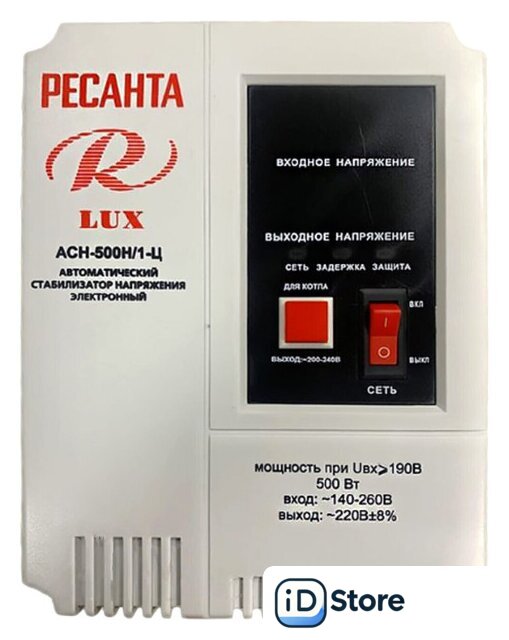 РЕСАНТА
R
LUX
АСН-500Н/1-Ц
АВТОМАТИЧЕСКИЙ
СТАБИЛИЗАТОР НАПРЯЖЕНИЯ
ЭЛЕКТРОННЫЙ
ВХОДНОЕ НАПРЯЖЕНИЕ
ВЫХОДНОЕ НАПРЯЖЕНИЕ
СЕТЬ ЗАДЕРЖКА ЗАЩИТА
ДЛЯ КОТЛА
ВКЛ
ВЫХОД:~200-240В
ВЫКЛ
СЕТЬ
мощность при Uвх⩾190В
500 Вт
вход: ~140-260В
выход: ~220В±8%
iD Store